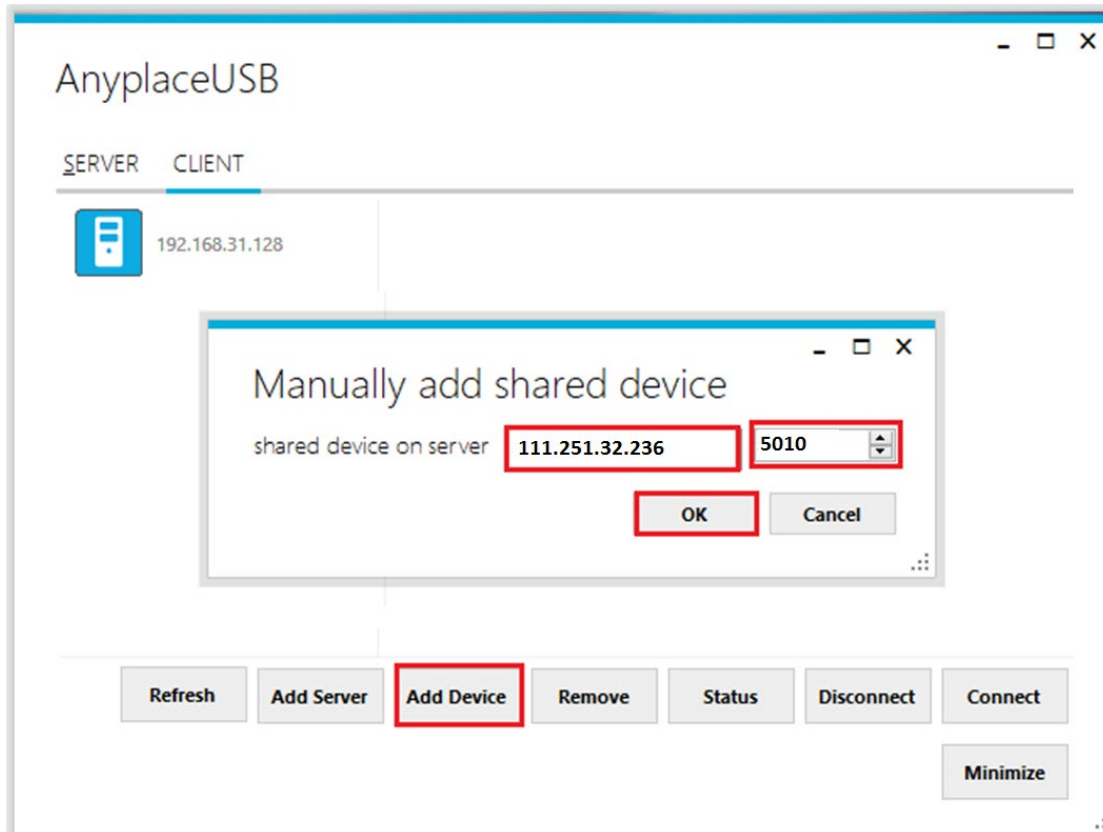 AnyplaceUSB
SERVER CLIENT
192.168.31.128
Manually add shared device
shared device on server 111.251.32.236 5010
OK Cancel
Refresh Add Server Add Device Remove Status Disconnect Connect
Minimize